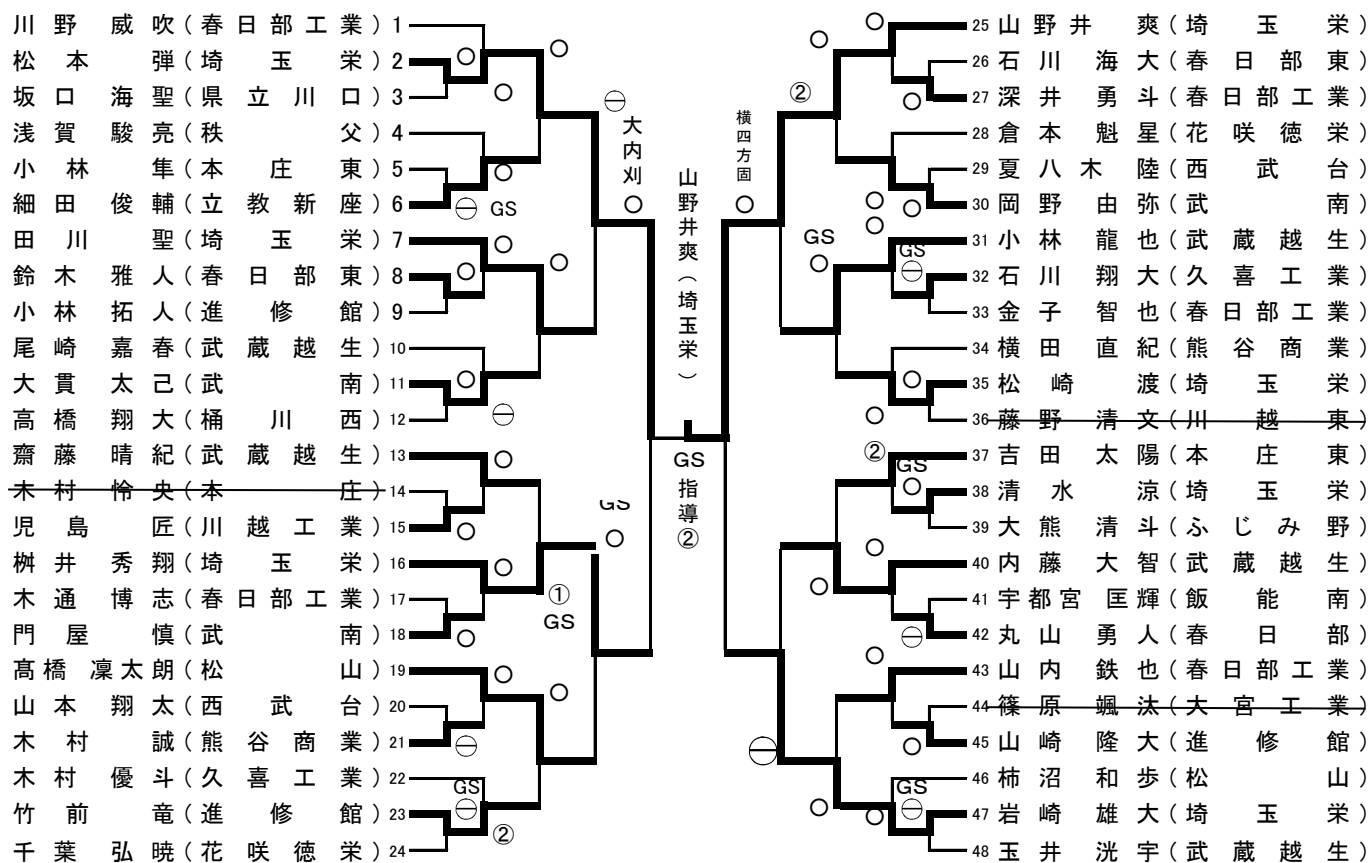 川野 威吹(春日部工業) 1
松本 弾(埼玉栄) 2
坂口 海聖(県立川口) 3
浅賀 駿亮(秩父) 4
小林 隼(本庄東) 5
細田 俊輔(立教新座) 6
田川 聖(埼玉栄) 7
鈴木 雅人(春日部東) 8
小林 拓人(進修館) 9
尾崎 嘉春(武蔵越生) 10
大貫 太己(武南) 11
高橋 翔大(桶川西) 12
齋藤 晴紀(武蔵越生) 13
木村 怜央(本庄) 14
児島 匠(川越工業) 15
桝井 秀翔(埼玉栄) 16
木通 博志(春日部工業) 17
門屋 慎(武南) 18
髙橋 凜太朗(松山) 19
山本 翔太(西武台) 20
木村 誠(熊谷商業) 21
木村 優斗(久喜工業) 22
竹前 竜(進修館) 23
千葉 弘暁(花咲徳栄) 24
GS
GS
GS
①
GS
②
大内刈
山野井爽(埼玉栄)
GS
指導②
横四方固
②
GS
GS
②
GS
GS
25 山野井 爽(埼玉栄)
26 石川 海大(春日部東)
27 深井 勇斗(春日部工業)
28 倉本 魁星(花咲徳栄)
29 夏八木 陸(西武台)
30 岡野 由弥(武南)
31 小林 龍也(武蔵越生)
32 石川 翔大(久喜工業)
33 金子 智也(春日部工業)
34 横田 直紀(熊谷商業)
35 松崎 渡(埼玉栄)
36 藤野 清文(川越東)
37 吉田 太陽(本庄東)
38 清水 涼(埼玉栄)
39 大熊 清斗(ふじみ野)
40 内藤 大智(武蔵越生)
41 宇都宮 匡輝(飯能南)
42 丸山 勇人(春日部)
43 山内 鉄也(春日部工業)
44 篠原 颯汰(大宮工業)
45 山崎 隆大(進修館)
46 柿沼 和歩(松山)
47 岩崎 雄大(埼玉栄)
48 玉井 洸宇(武蔵越生)